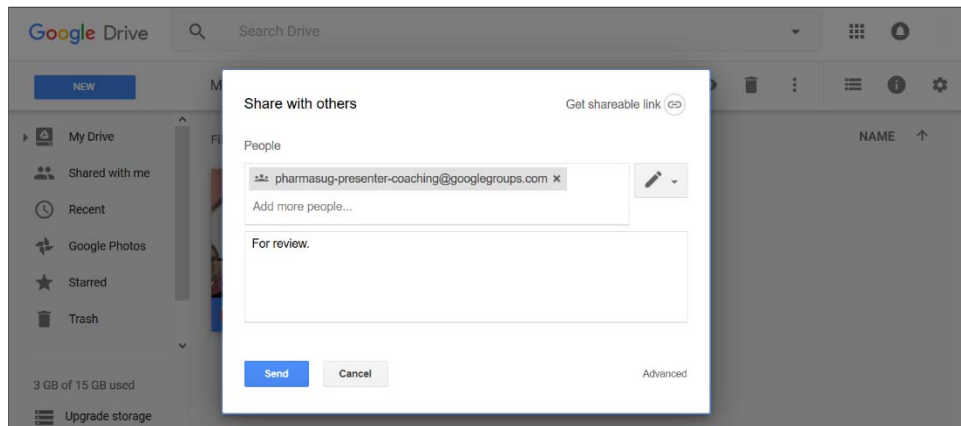 Google Drive
Search Drive
NEW
M
Share with others
Get shareable link
My Drive
Fi
NAME
People
Shared with me
pharmasug-presenter-coaching@googlegroups.com ×
Add more people...
Recent
For review.
Google Photos
Starred
Trash
Send
Cancel
Advanced
3 GB of 15 GB used
Upgrade storage